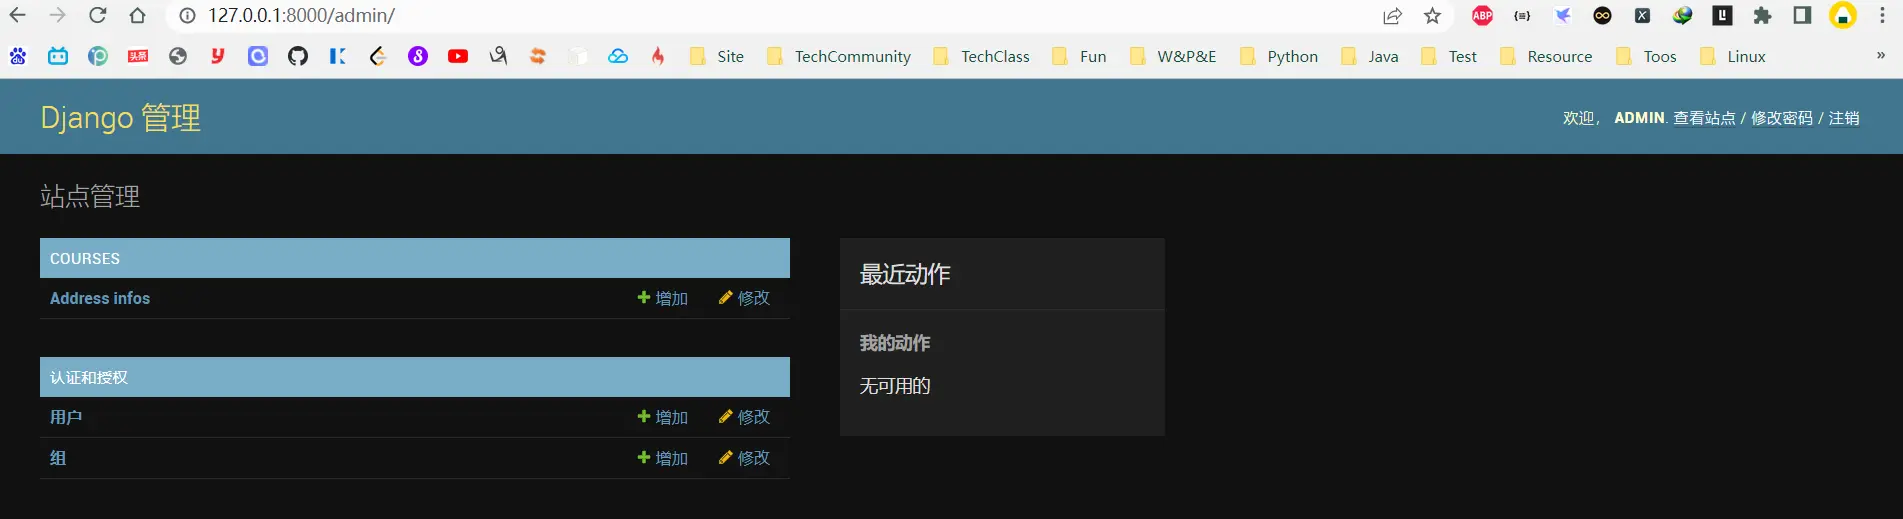 127.0.0.1:8000/admin/
ABP
头条
Site TechCommunity TechClass Fun W&P&E Python Java Test Resource Toos Linux »
Django 管理
欢迎， ADMIN. 查看站点 / 修改密码 / 注销
站点管理
COURSES
Address infos 增加 修改
认证和授权
用户 增加 修改
组 增加 修改
最近动作
我的动作
无可用的